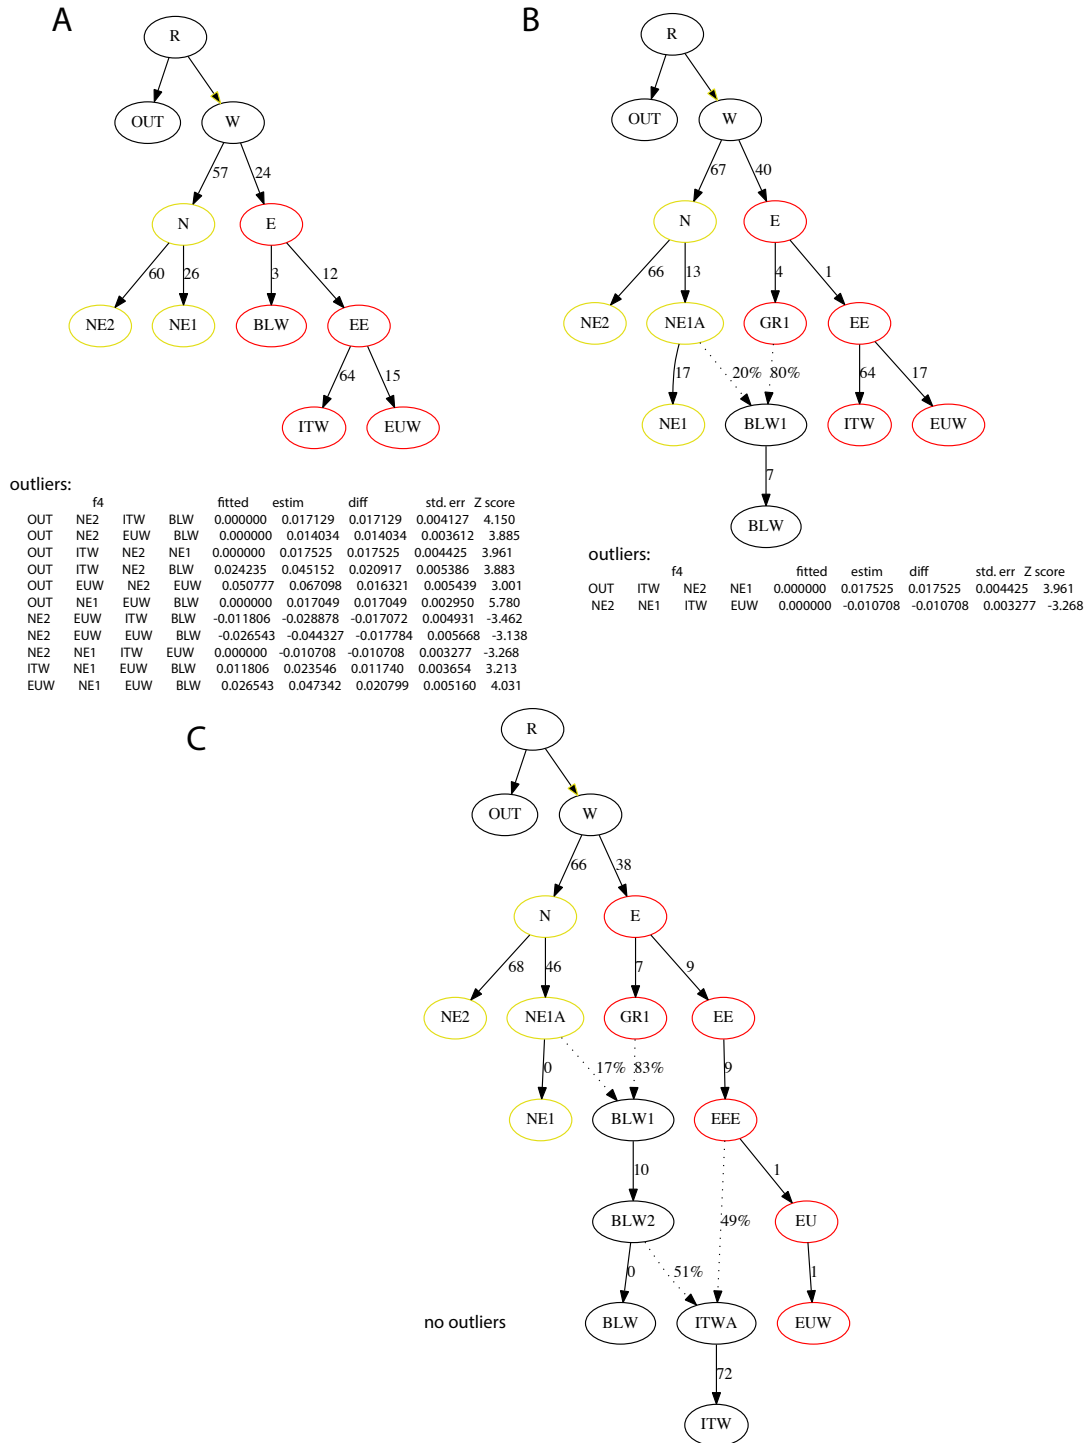 A
R
OUT W
57 24
N E
60 26 3 12
NE2 NE1 BLW EE
64 15
ITW EUW
outliers:
f4 fitted estim diff std. err Z score
OUT NE2 ITW BLW 0.000000 0.017129 0.017129 0.004127 4.150
OUT NE2 EUW BLW 0.000000 0.014034 0.014034 0.003612 3.885
OUT ITW NE2 NE1 0.000000 0.017525 0.017525 0.004425 3.961
OUT ITW NE2 BLW 0.024235 0.045152 0.020917 0.005386 3.883
OUT EUW NE2 EUW 0.050777 0.067098 0.016321 0.005439 3.001
OUT NE1 EUW BLW 0.000000 0.017049 0.017049 0.002950 5.780
NE2 EUW ITW BLW -0.011806 -0.028878 -0.017072 0.004931 -3.462
NE2 EUW EUW BLW -0.026543 -0.044327 -0.017784 0.005668 -3.138
NE2 NE1 ITW EUW 0.000000 -0.010708 -0.010708 0.003277 -3.268
ITW NE1 EUW BLW 0.011806 0.023546 0.011740 0.003654 3.213
EUW NE1 EUW BLW 0.026543 0.047342 0.020799 0.005160 4.031
B
R
OUT W
67 40
N E
66 13 4 1
NE2 NE1A GR1 EE
17 20% 80% 64 17
NE1 BLW1 ITW EUW
7
BLW
outliers:
f4 fitted estim diff std. err Z score
OUT ITW NE2 NE1 0.000000 0.017525 0.017525 0.004425 3.961
NE2 NE1 ITW EUW 0.000000 -0.010708 -0.010708 0.003277 -3.268
C
R
OUT W
66 38
N E
68 46 7 9
NE2 NE1A GR1 EE
0 17% 83% 9
NE1 BLW1 EEE
10 1
BLW2 49% EU
0 51% 1
no outliers BLW ITWA EUW
72
ITW